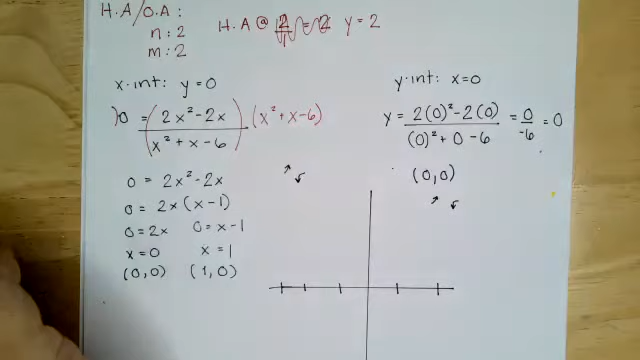 H.A/O.A:
n:2
m:2
H.A @ y=2
x-int: y=0
)0 = (2x²-2x / x²+x-6) (x²+x-6)
0 = 2x²-2x
0 = 2x(x-1)
0=2x 0=x-1
x=0 x=1
(0,0) (1,0)
y-int: x=0
y = 2(0)²-2(0) / (0)²+0-6 = 0/-6 = 0
(0,0)